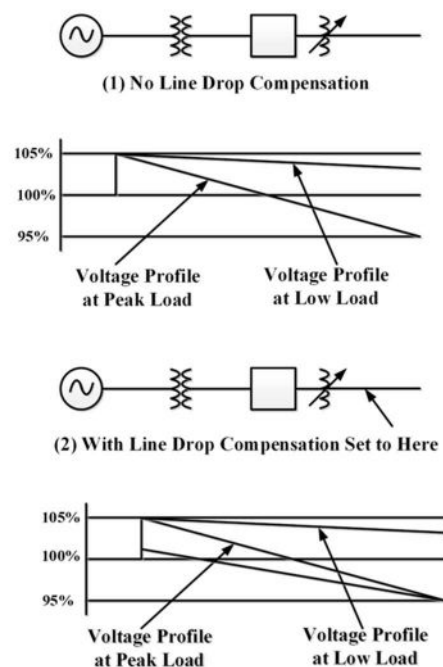 (1) No Line Drop Compensation
105%
100%
95%
Voltage Profile at Peak Load
Voltage Profile at Low Load
(2) With Line Drop Compensation Set to Here
105%
100%
95%
Voltage Profile at Peak Load
Voltage Profile at Low Load